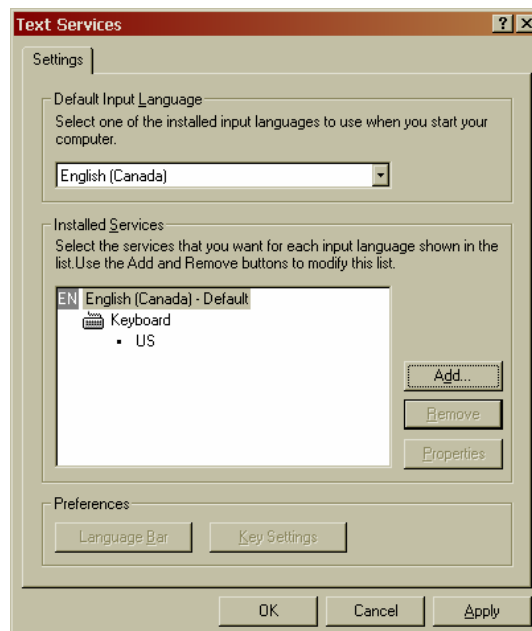 Text Services
Settings
Default Input Language
Select one of the installed input languages to use when you start your
computer.
English (Canada)
Installed Services
Select the services that you want for each input language shown in the
list.Use the Add and Remove buttons to modify this list.
EN English (Canada) - Default
Keyboard
• US
Add...
Remove
Properties
Preferences
Language Bar
Key Settings
OK
Cancel
Apply